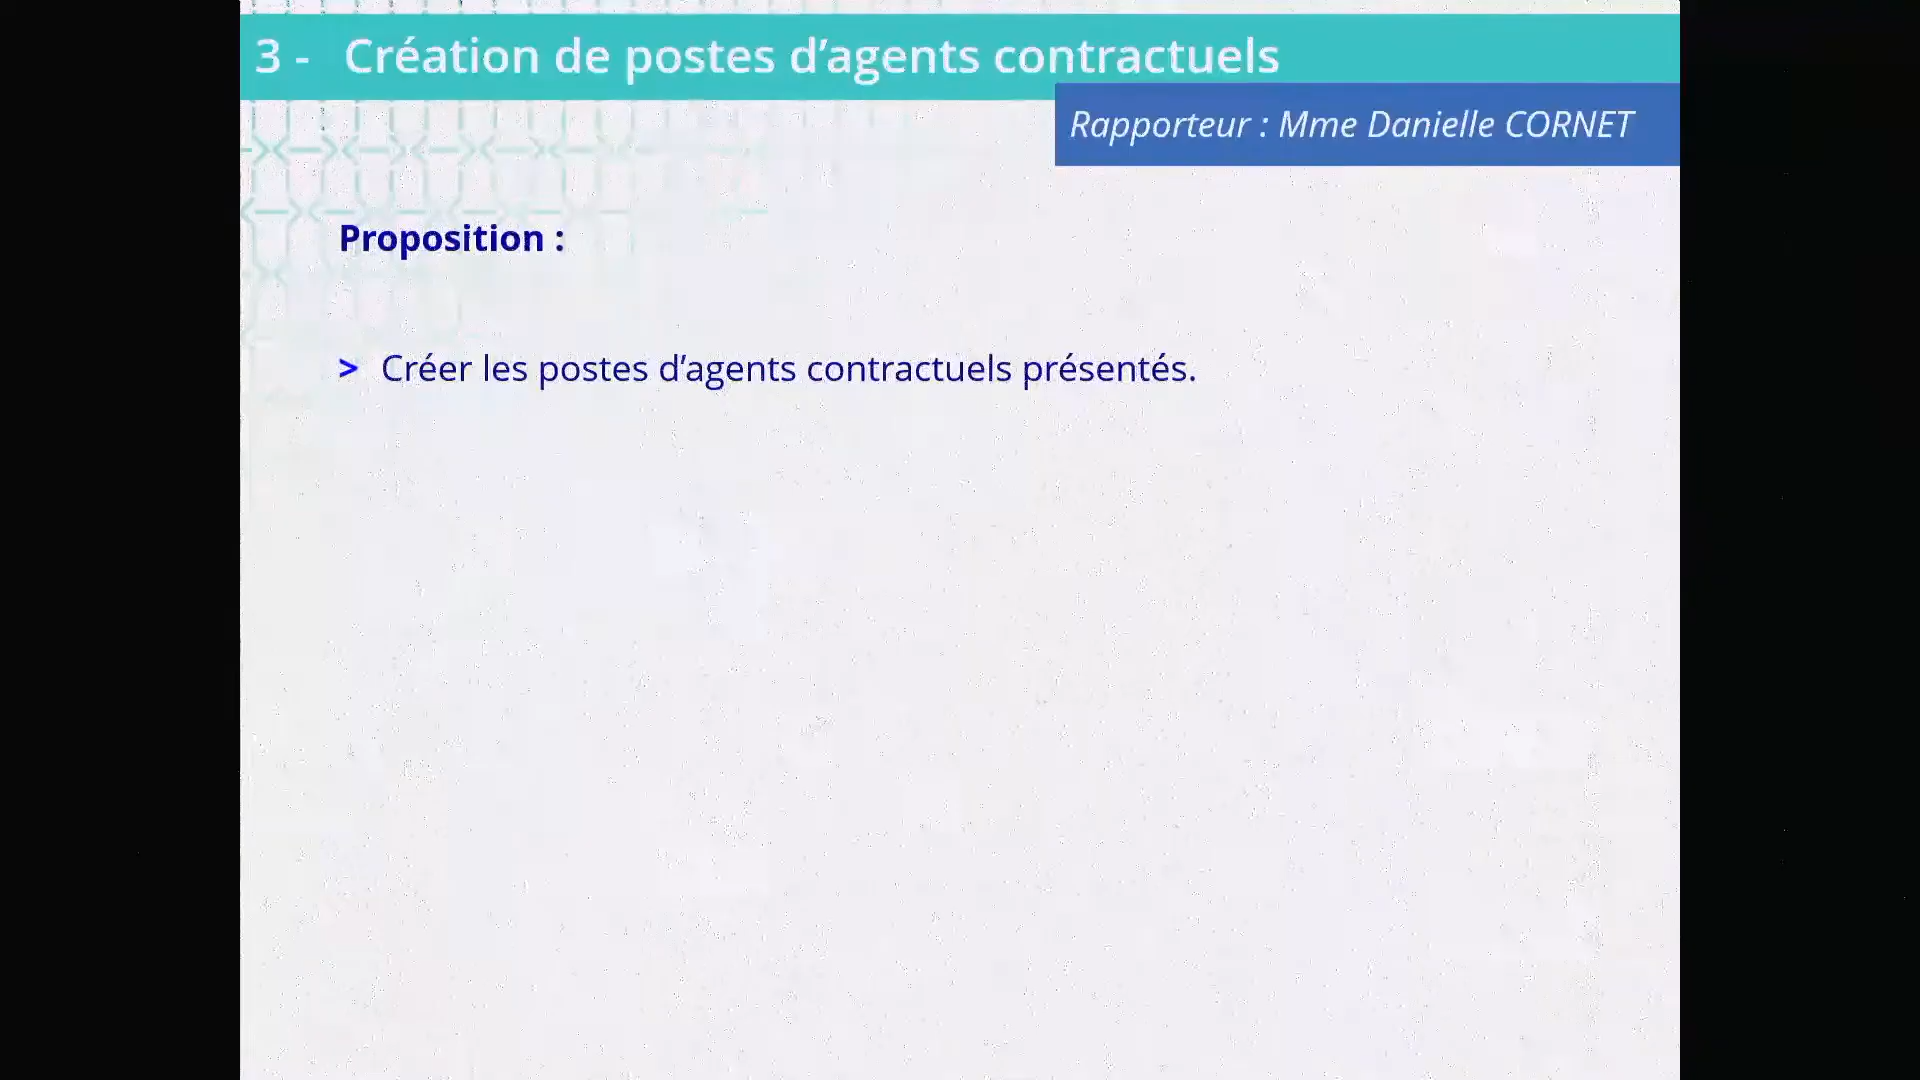 3 - Création de postes d’agents contractuels
Rapporteur : Mme Danielle CORNET
Proposition :
> Créer les postes d’agents contractuels présentés.